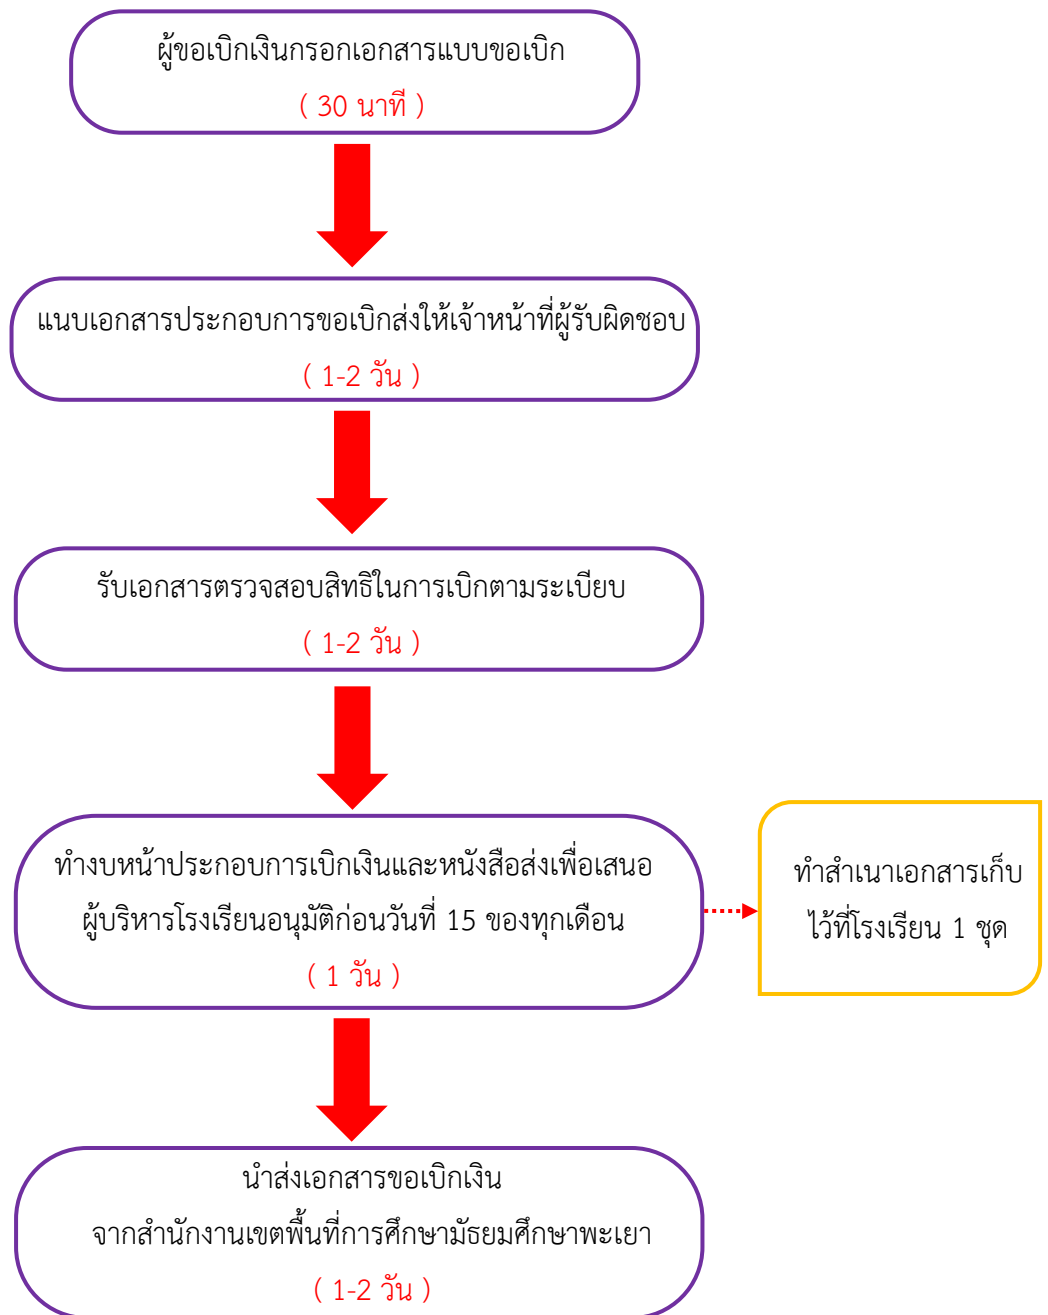 ผู้ขอเบิกเงินกรอกเอกสารแบบขอเบิก
( 30 นาที )
แนบเอกสารประกอบการขอเบิกส่งให้เจ้าหน้าที่ผู้รับผิดชอบ
( 1-2 วัน )
รับเอกสารตรวจสอบสิทธิในการเบิกตามระเบียบ
( 1-2 วัน )
ทำงบหน้าประกอบการเบิกเงินและหนังสือส่งเพื่อเสนอ
ผู้บริหารโรงเรียนอนุมัติก่อนวันที่ 15 ของทุกเดือน
( 1 วัน )
ทำสำเนาเอกสารเก็บ
ไว้ที่โรงเรียน 1 ชุด
นำส่งเอกสารขอเบิกเงิน
จากสำนักงานเขตพื้นที่การศึกษามัธยมศึกษาพะเยา
( 1-2 วัน )